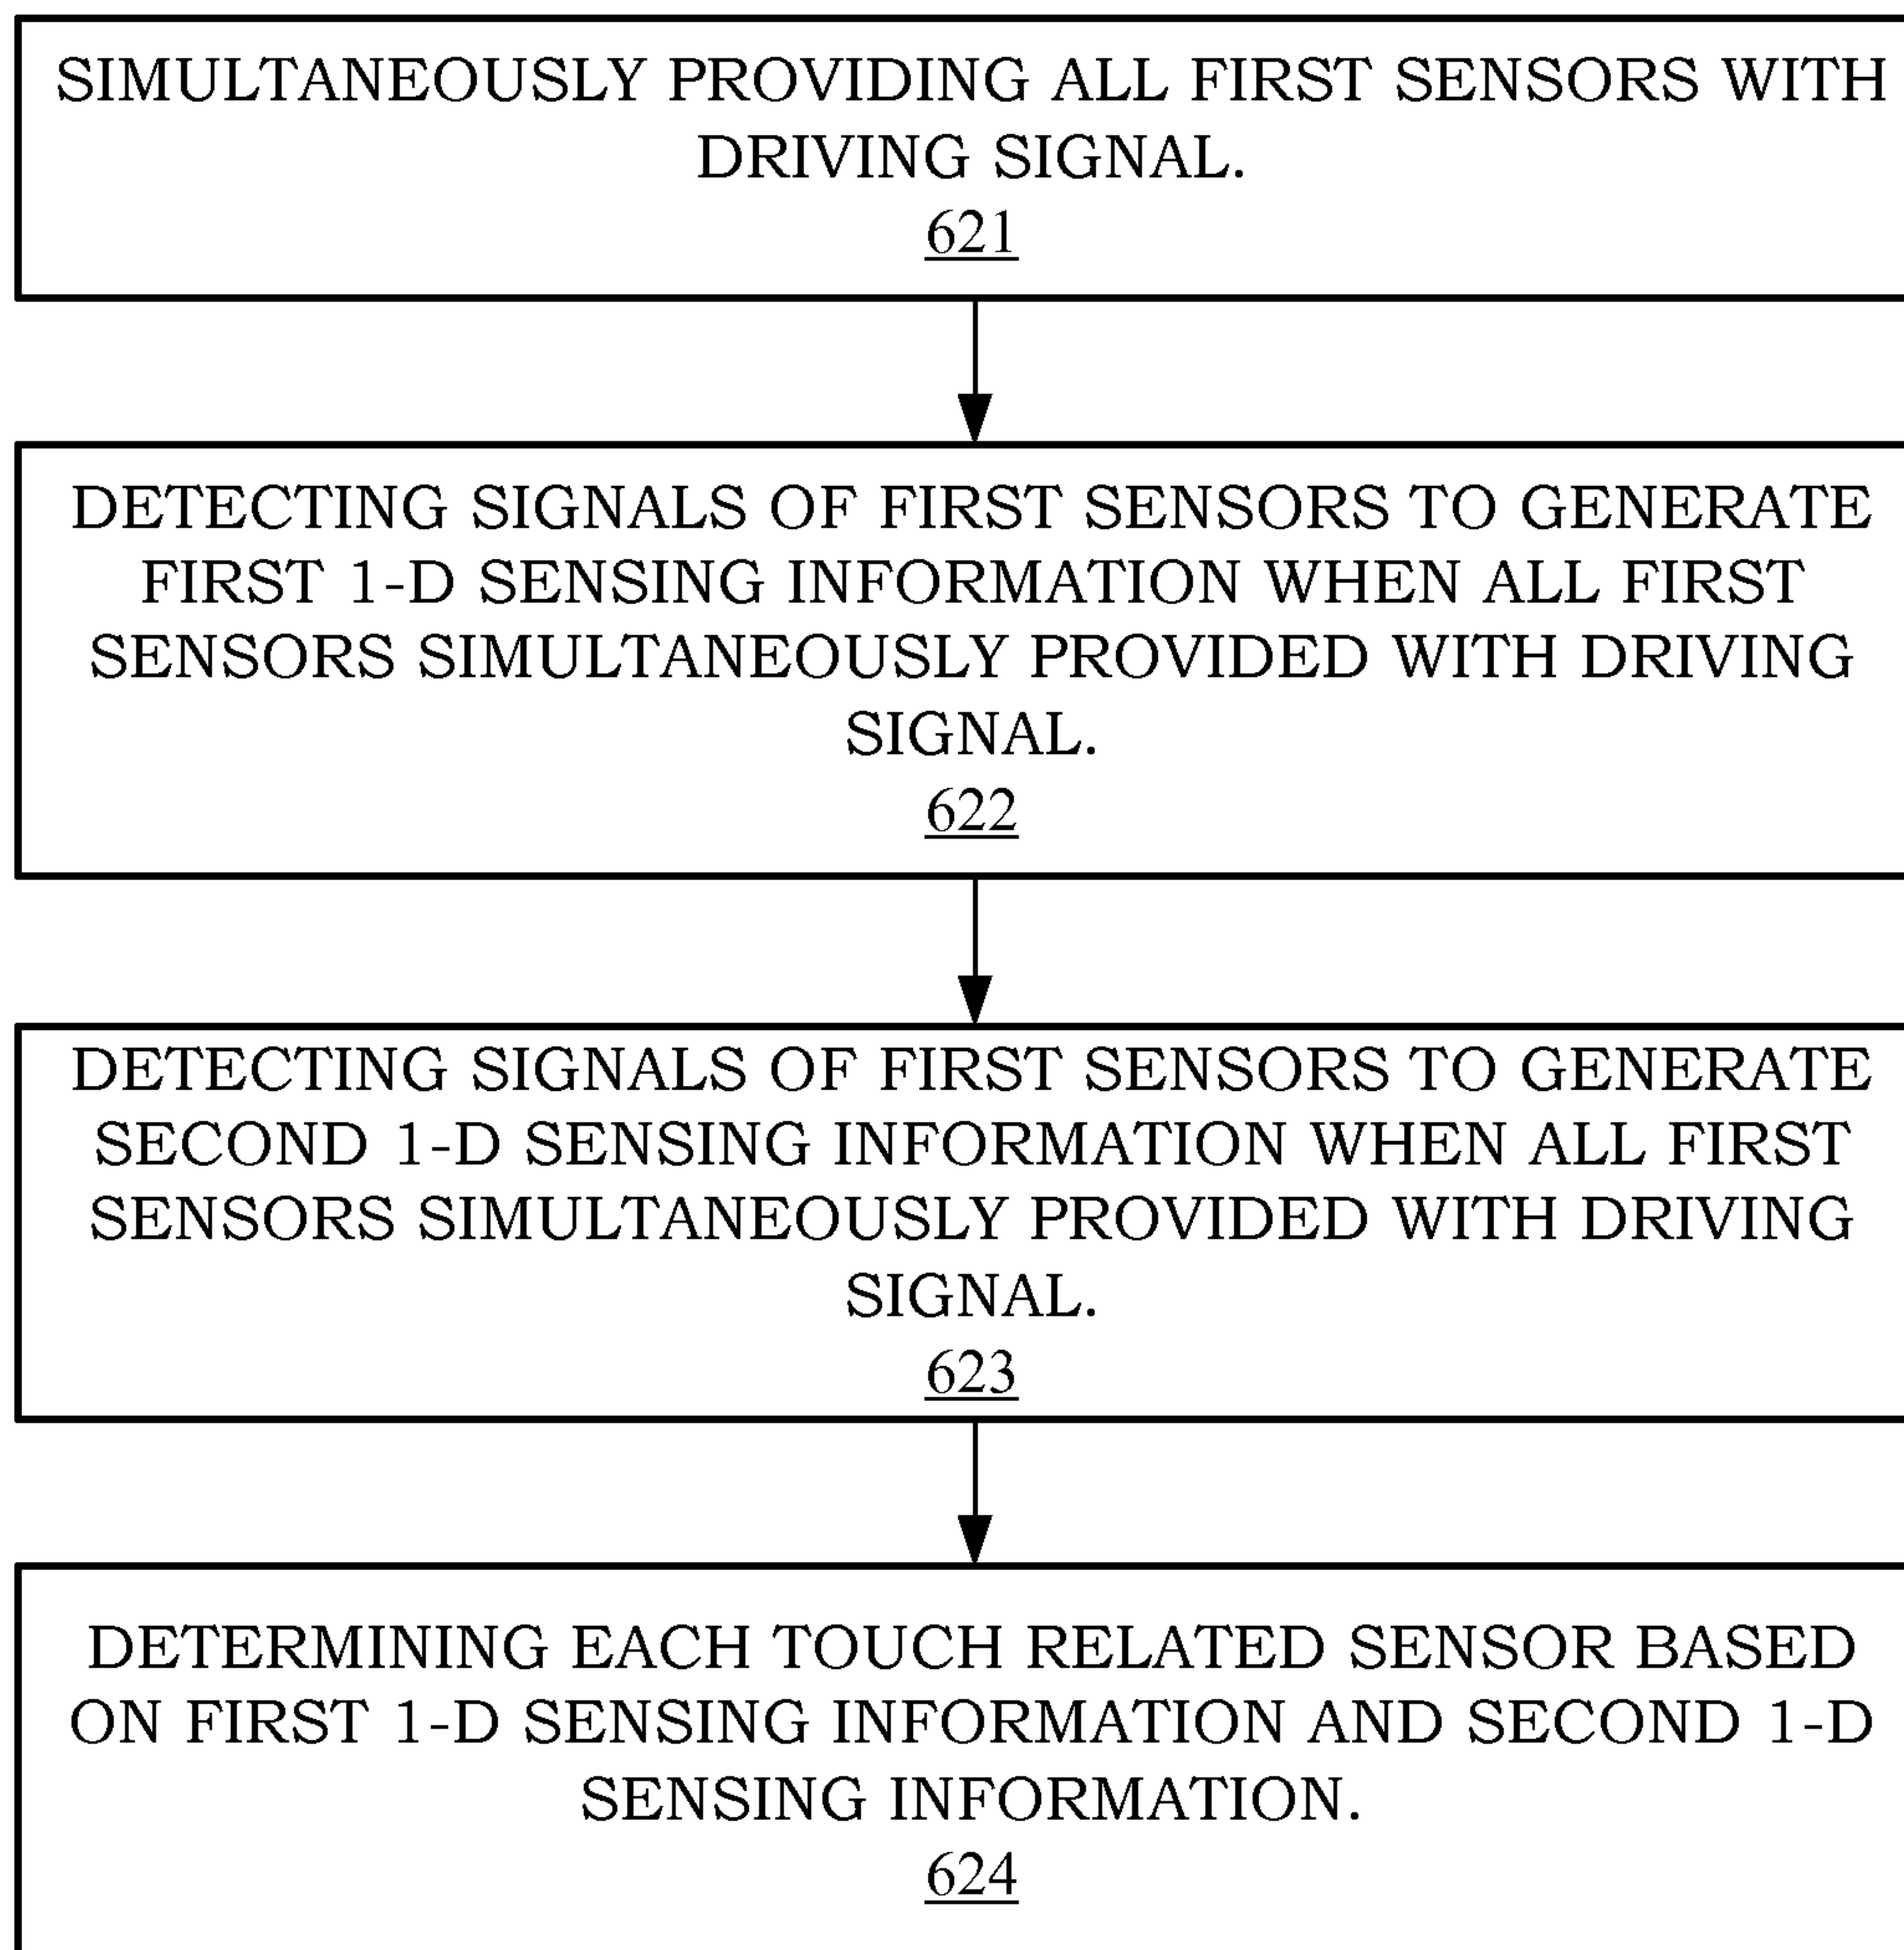 SIMULTANEOUSLY PROVIDING ALL FIRST SENSORS WITH
DRIVING SIGNAL.
621
DETECTING SIGNALS OF FIRST SENSORS TO GENERATE
FIRST 1-D SENSING INFORMATION WHEN ALL FIRST
SENSORS SIMULTANEOUSLY PROVIDED WITH DRIVING
SIGNAL.
622
DETECTING SIGNALS OF FIRST SENSORS TO GENERATE
SECOND 1-D SENSING INFORMATION WHEN ALL FIRST
SENSORS SIMULTANEOUSLY PROVIDED WITH DRIVING
SIGNAL.
623
DETERMINING EACH TOUCH RELATED SENSOR BASED
ON FIRST 1-D SENSING INFORMATION AND SECOND 1-D
SENSING INFORMATION.
624